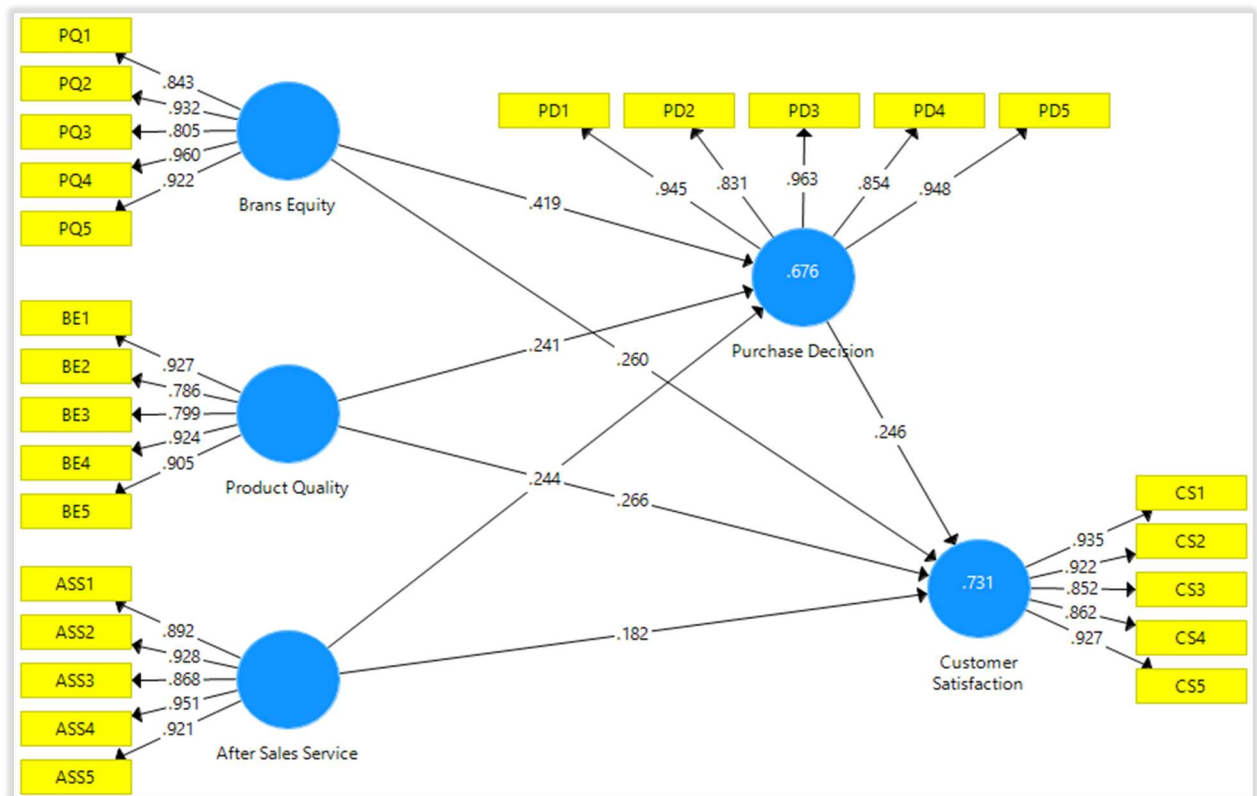 PQ1
PQ2
PQ3
PQ4
PQ5
.843
.932
.805
.960
.922
Brans Equity
BE1
BE2
BE3
BE4
BE5
.927
.786
.799
.924
.905
Product Quality
ASS1
ASS2
ASS3
ASS4
ASS5
.892
.928
.868
.951
.921
After Sales Service
.419
.241
.260
.244
.266
.182
PD1
PD2
PD3
PD4
PD5
.945
.831
.963
.854
.948
.676
Purchase Decision
.246
.731
Customer
Satisfaction
.935
.922
.852
.862
.927
CS1
CS2
CS3
CS4
CS5